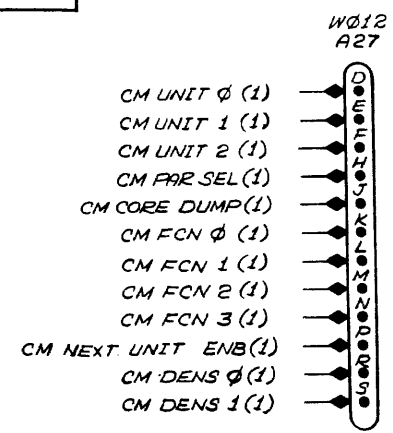 WØ12
A27
D
CM UNIT Ø (1)
E
CM UNIT 1 (1)
F
CM UNIT 2 (1)
H
CM PAR SEL (1)
J
CM CORE DUMP (1)
K
CM FCN Ø (1)
L
CM FCN 1 (1)
M
CM FCN 2 (1)
N
CM FCN 3 (1)
P
CM NEXT UNIT ENB (1)
R
CM DENS Ø (1)
S
CM DENS 1 (1)